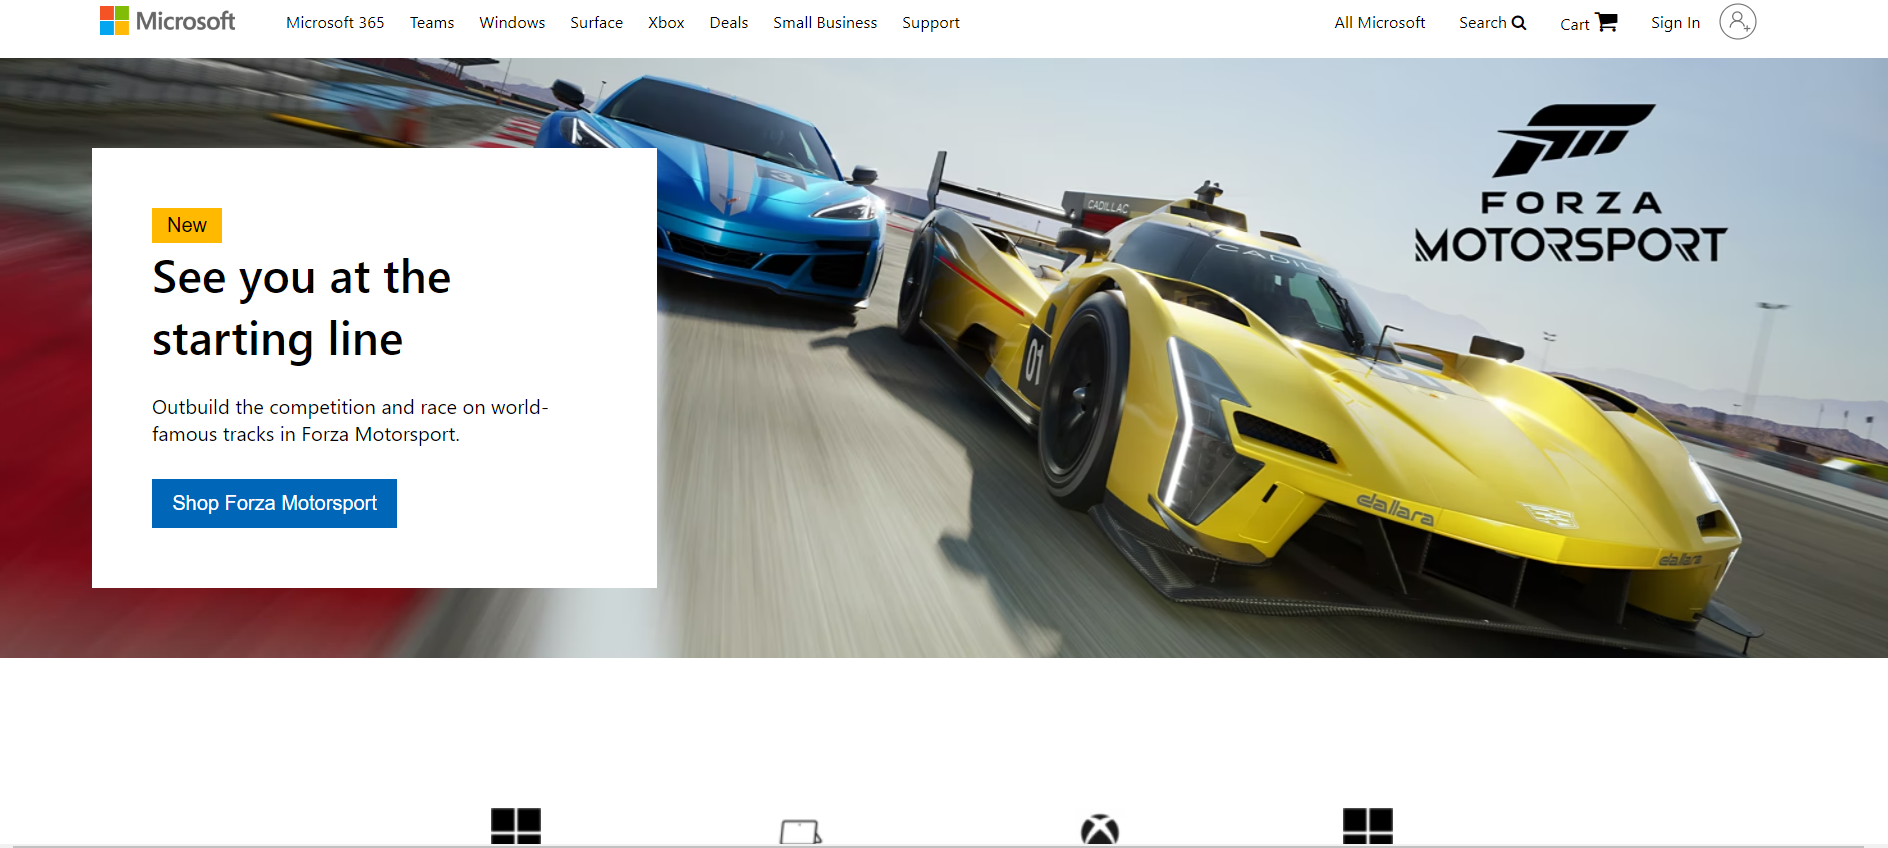 Microsoft
Microsoft 365 Teams Windows Surface Xbox Deals Small Business Support
All Microsoft Search Cart Sign In
New
See you at the
starting line
Outbuild the competition and race on world-
famous tracks in Forza Motorsport.
Shop Forza Motorsport
FORZA
MOTORSPORT
3
CADILLAC
01
dallara
dallara